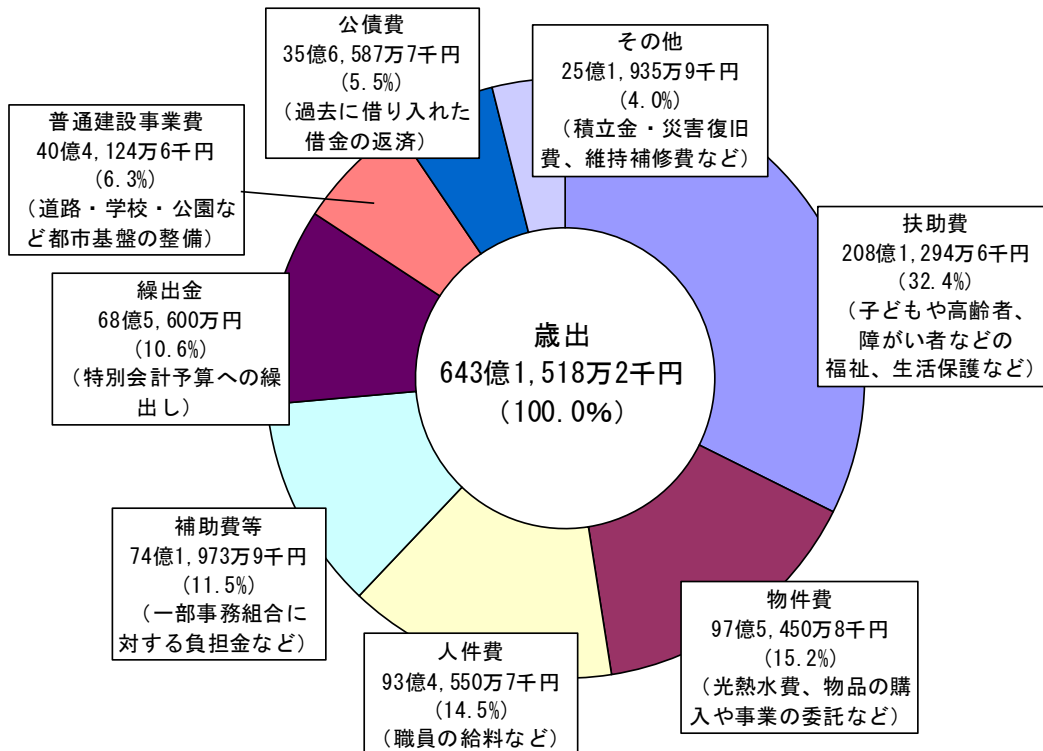 公債費
35億6,587万7千円
(5.5%)
(過去に借り入れた
借金の返済)
その他
25億1,935万9千円
(4.0%)
(積立金・災害復旧
費、維持補修費など)
普通建設事業費
40億4,124万6千円
(6.3%)
(道路・学校・公園な
ど都市基盤の整備)
扶助費
208億1,294万6千円
(32.4%)
(子どもや高齢者、
障がい者などの
福祉、生活保護など)
繰出金
68億5,600万円
(10.6%)
(特別会計予算への繰
出し)
歳出
643億1,518万2千円
(100.0%)
補助費等
74億1,973万9千円
(11.5%)
(一部事務組合に
対する負担金など)
物件費
97億5,450万8千円
(15.2%)
(光熱水費、物品の購
入や事業の委託など)
人件費
93億4,550万7千円
(14.5%)
(職員の給料など)